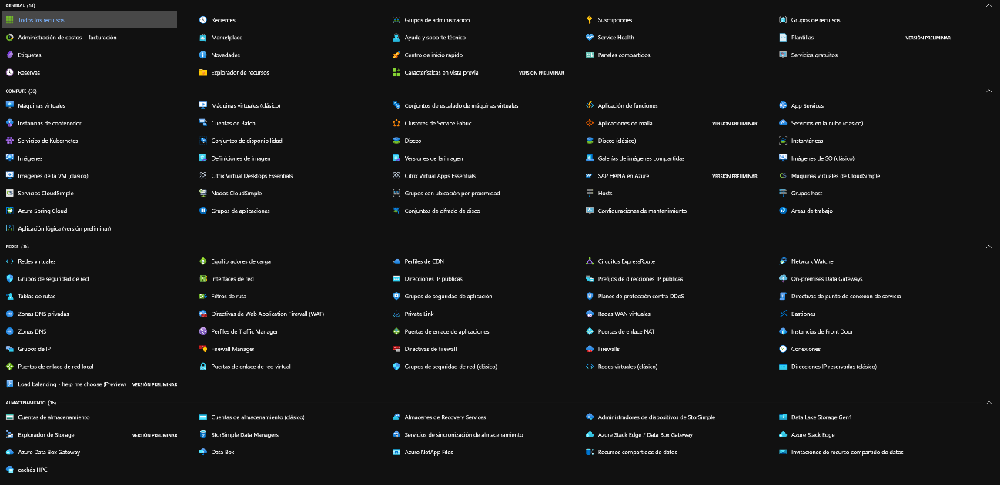 GENERAL (18)
Todos los recursos Recientes Grupos de administración Suscripciones Grupos de recursos
Administración de costos + facturación Marketplace Ayuda y soporte técnico Service Health Plantillas VERSIÓN PRELIMINAR
Etiquetas Novedades Centro de inicio rápido Paneles compartidos Servicios gratuitos
Reservas Explorador de recursos Características en vista previa VERSIÓN PRELIMINAR
COMPUTE (36)
Máquinas virtuales Máquinas virtuales (clásico) Conjuntos de escalado de máquinas virtuales Aplicación de funciones App Services
Instancias de contenedor Cuentas de Batch Clústeres de Service Fabric Aplicaciones de malla VERSIÓN PRELIMINAR Servicios en la nube (clásico)
Servicios de Kubernetes Conjuntos de disponibilidad Discos Discos (clásico) Instantáneas
Imágenes Definiciones de imagen Versiones de la imagen Galerías de imágenes compartidas Imágenes de SO (clásico)
Imágenes de la VM (clásico) Citrix Virtual Desktops Essentials Citrix Virtual Apps Essentials SAP HANA en Azure VERSIÓN PRELIMINAR Máquinas virtuales de CloudSimple
Servicios CloudSimple Nodos CloudSimple Grupos con ubicación por proximidad Hosts Grupos host
Azure Spring Cloud Grupos de aplicaciones Conjuntos de cifrado de disco Configuraciones de mantenimiento Áreas de trabajo
Aplicación lógica (versión preliminar)
REDES (36)
Redes virtuales Equilibradores de carga Perfiles de CDN Circuitos ExpressRoute Network Watcher
Grupos de seguridad de red Interfaces de red Direcciones IP públicas Prefijos de direcciones IP públicas On-premises Data Gateways
Tablas de rutas Filtros de ruta Grupos de seguridad de aplicación Planes de protección contra DDoS Directivas de punto de conexión de servicio
Zonas DNS privadas Directivas de Web Application Firewall (WAF) Private Link Redes WAN virtuales Bastiones
Zonas DNS Perfiles de Traffic Manager Puertas de enlace de aplicaciones Puertas de enlace NAT Instancias de Front Door
Grupos de IP Firewall Manager Directivas de firewall Firewalls Conexiones
Puertas de enlace de red local Puertas de enlace de red virtual Grupos de seguridad de red (clásico) Redes virtuales (clásico) Direcciones IP reservadas (clásico)
Load balancing - help me choose (Preview) VERSIÓN PRELIMINAR
ALMACENAMIENTO (16)
Cuentas de almacenamiento Cuentas de almacenamiento (clásico) Almacenes de Recovery Services Administradores de dispositivos de StorSimple Data Lake Storage Gen1
Explorador de Storage VERSIÓN PRELIMINAR StorSimple Data Managers Servicios de sincronización de almacenamiento Azure Stack Edge / Data Box Gateway Azure Stack Edge
Azure Data Box Gateway Data Box Azure NetApp Files Recursos compartidos de datos Invitaciones de recurso compartido de datos
cachés HPC